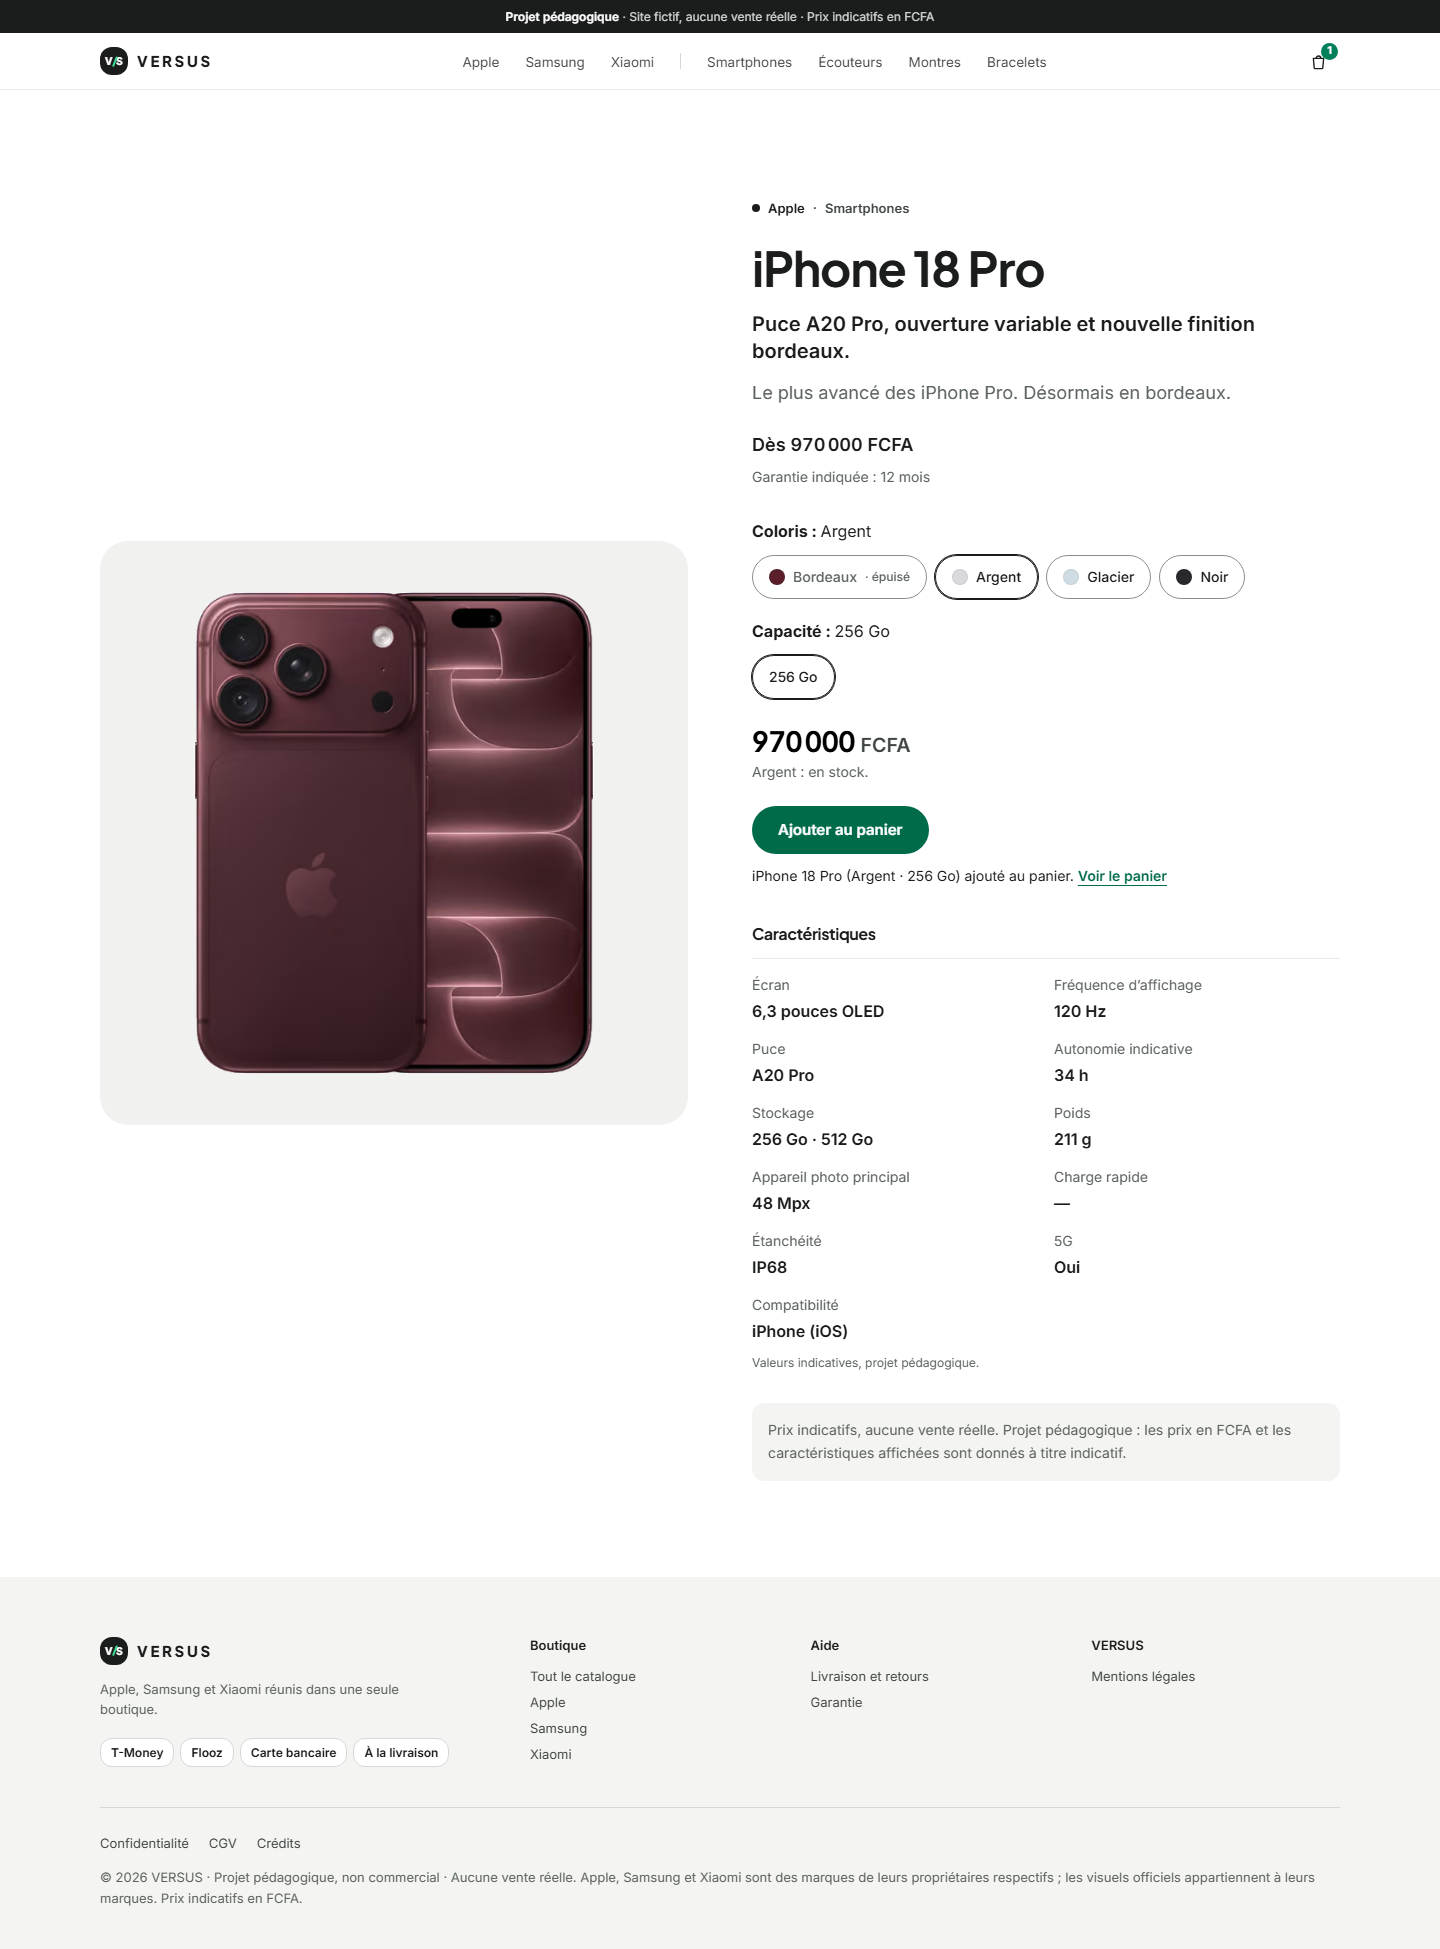 Projet pédagogique · Site fictif, aucune vente réelle · Prix indicatifs en FCFA
V/S VERSUS
Apple Samsung Xiaomi Smartphones Écouteurs Montres Bracelets
1
Apple · Smartphones
iPhone 18 Pro
Puce A20 Pro, ouverture variable et nouvelle finition
bordeaux.
Le plus avancé des iPhone Pro. Désormais en bordeaux.
Dès 970 000 FCFA
Garantie indiquée : 12 mois
Coloris : Argent
Bordeaux · épuisé Argent Glacier Noir
Capacité : 256 Go
256 Go
970 000 FCFA
Argent : en stock.
Ajouter au panier
iPhone 18 Pro (Argent · 256 Go) ajouté au panier. Voir le panier
Caractéristiques
Écran
6,3 pouces OLED
Fréquence d’affichage
120 Hz
Puce
A20 Pro
Autonomie indicative
34 h
Stockage
256 Go · 512 Go
Poids
211 g
Appareil photo principal
48 Mpx
Charge rapide
—
Étanchéité
IP68
5G
Oui
Compatibilité
iPhone (iOS)
Valeurs indicatives, projet pédagogique.
Prix indicatifs, aucune vente réelle. Projet pédagogique : les prix en FCFA et les
caractéristiques affichées sont donnés à titre indicatif.
V/S VERSUS
Apple, Samsung et Xiaomi réunis dans une seule
boutique.
T-Money Flooz Carte bancaire À la livraison
Boutique
Tout le catalogue
Apple
Samsung
Xiaomi
Aide
Livraison et retours
Garantie
VERSUS
Mentions légales
Confidentialité CGV Crédits
© 2026 VERSUS · Projet pédagogique, non commercial · Aucune vente réelle. Apple, Samsung et Xiaomi sont des marques de leurs propriétaires respectifs ; les visuels officiels appartiennent à leurs
marques. Prix indicatifs en FCFA.